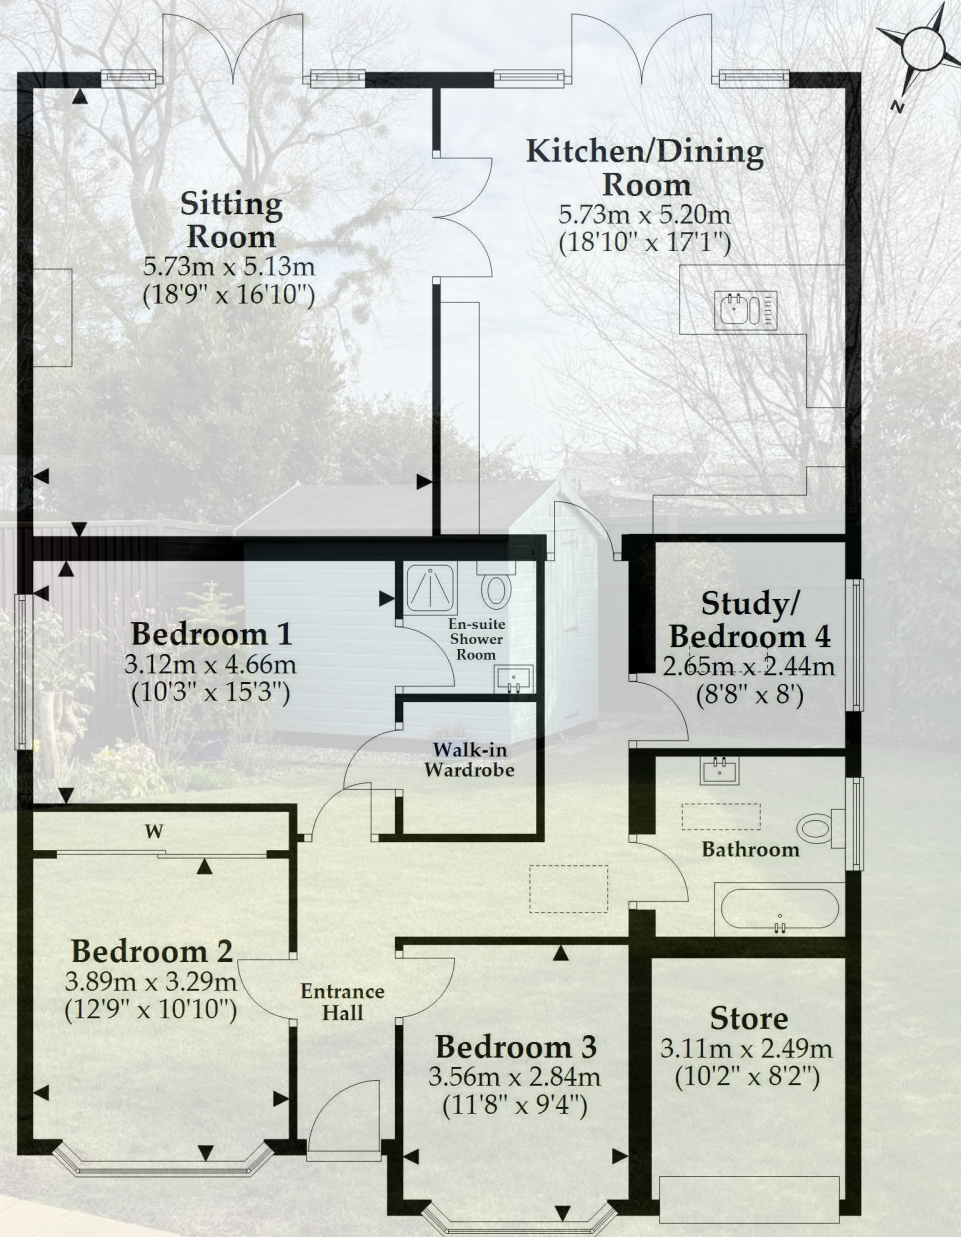 N
Sitting
Room
5.73m x 5.13m
(18'9" x 16'10")
Kitchen/Dining
Room
5.73m x 5.20m
(18'10" x 17'1")
Bedroom 1
3.12m x 4.66m
(10'3" x 15'3")
En-suite
Shower
Room
Study/
Bedroom 4
2.65m x 2.44m
(8'8" x 8')
Walk-in
Wardrobe
W
Bathroom
Bedroom 2
3.89m x 3.29m
(12'9" x 10'10")
Entrance
Hall
Bedroom 3
3.56m x 2.84m
(11'8" x 9'4")
Store
3.11m x 2.49m
(10'2" x 8'2")